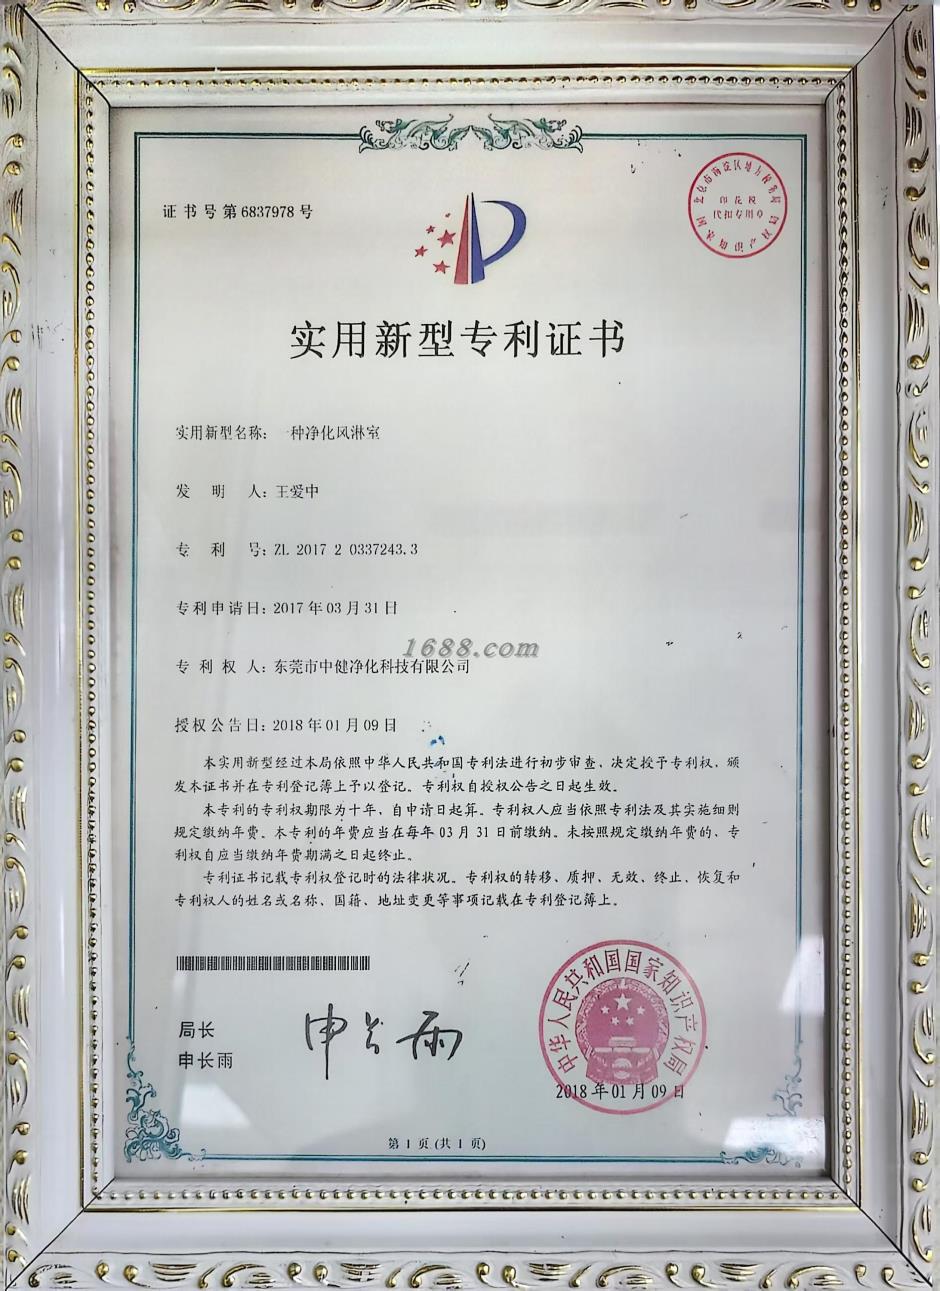 证书号第6837978号
印花税
代扣专用章
实用新型专利证书
实用新型名称：一种净化风淋室
发明人：王爱中
专利号：ZL 2017 2 0337243.3
专利申请日：2017年03月31日
1688.com
专利权人：东莞市中健净化科技有限公司
授权公告日：2018年01月09日
本实用新型经过本局依照中华人民共和国专利法进行初步审查，决定授予专利权，颁
发本证书并在专利登记簿上予以登记。专利权自授权公告之日起生效。
本专利的专利权期限为十年，自申请日起算。专利权人应当依照专利法及其实施细则
规定缴纳年费。本专利的年费应当在每年03月31日前缴纳。未按照规定缴纳年费的，专
利权自应当缴纳年费期满之日起终止。
专利证书记载专利权登记时的法律状况。专利权的转移、质押、无效、终止、恢复和
专利权人的姓名或名称、国籍、地址变更等事项记载在专利登记簿上。
局长
申长雨
申长雨
中华人民共和国国家知识产权局
2018年01月09日
第1页(共1页)